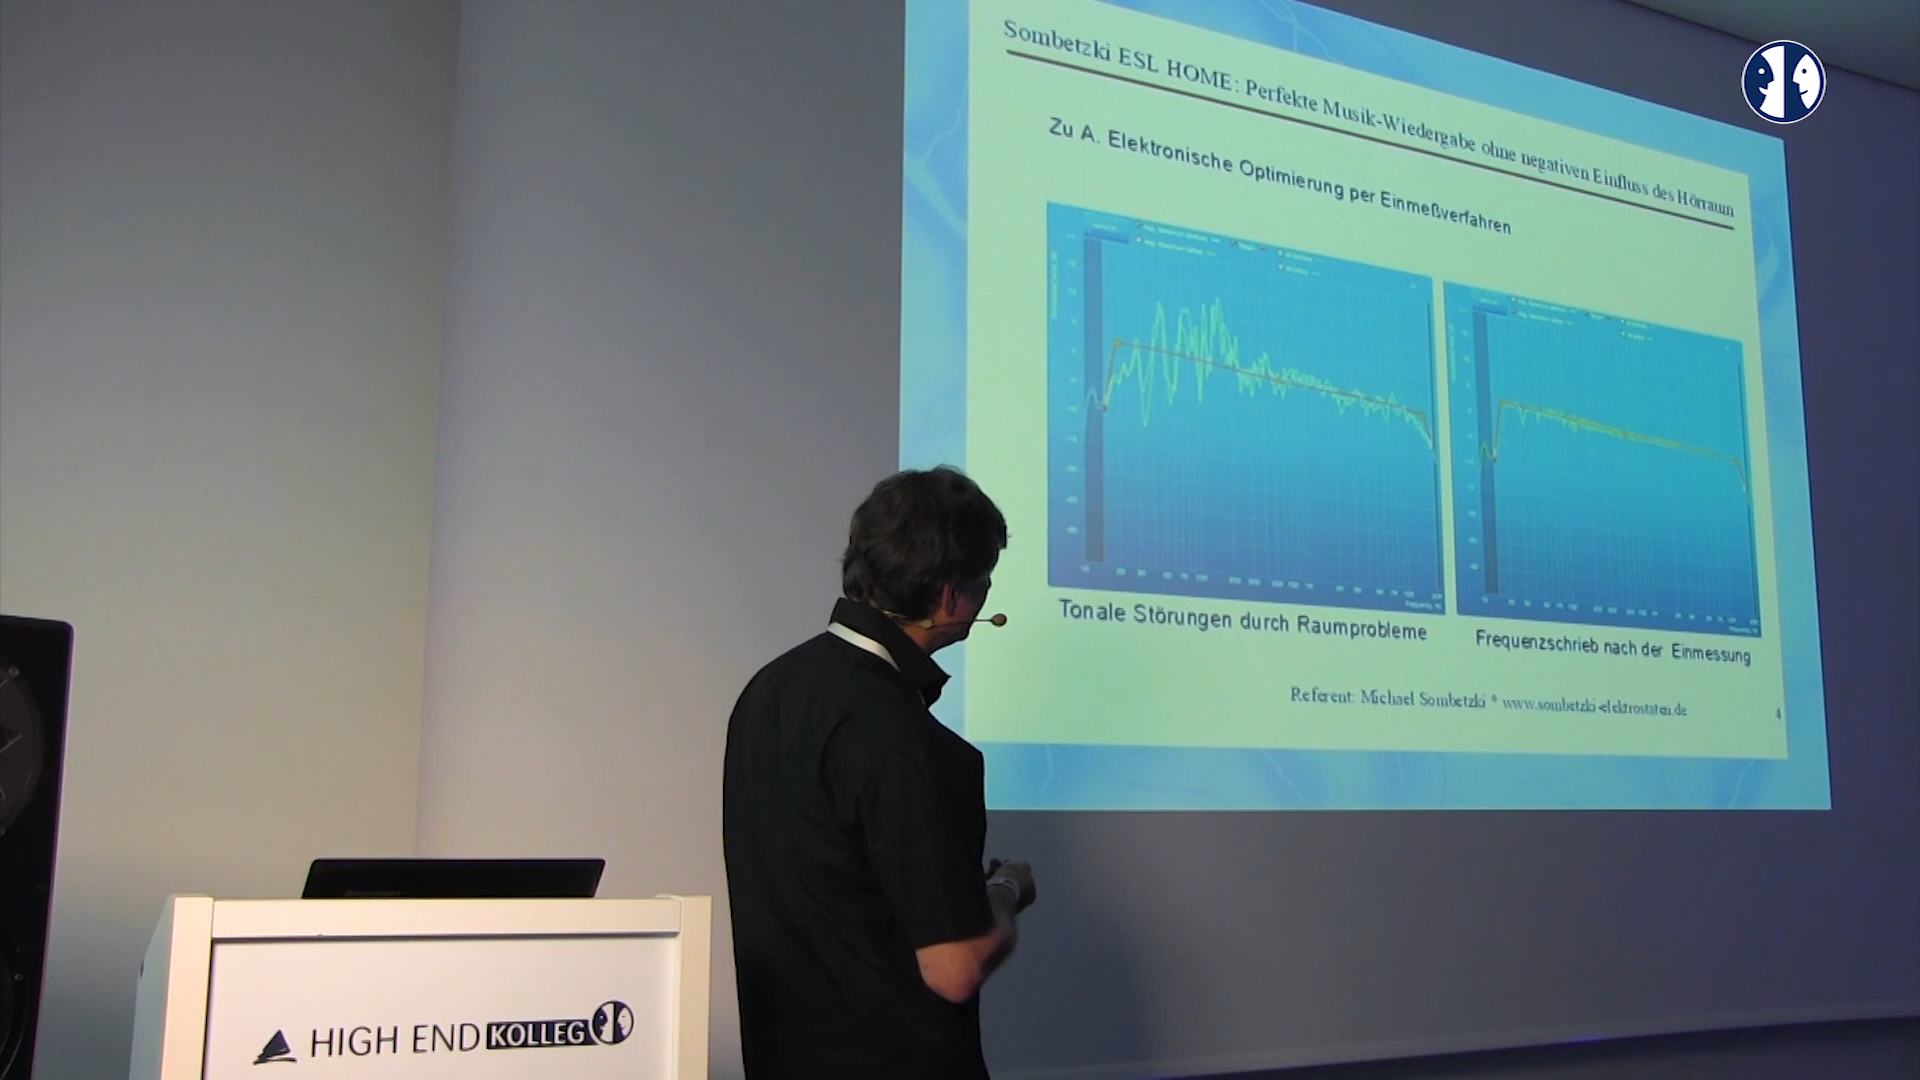 Sombetzki ESL HOME: Perfekte Musik-Wiedergabe ohne negativen Einfluss des Hörraum
Zu A. Elektronische Optimierung per Einmeßverfahren
Tonale Störungen durch Raumprobleme
Frequenzschrieb nach der Einmessung
Referent: Michael Sombetzki * www.sombetzki-elektrostaten.de
4
HIGH END KOLLEG